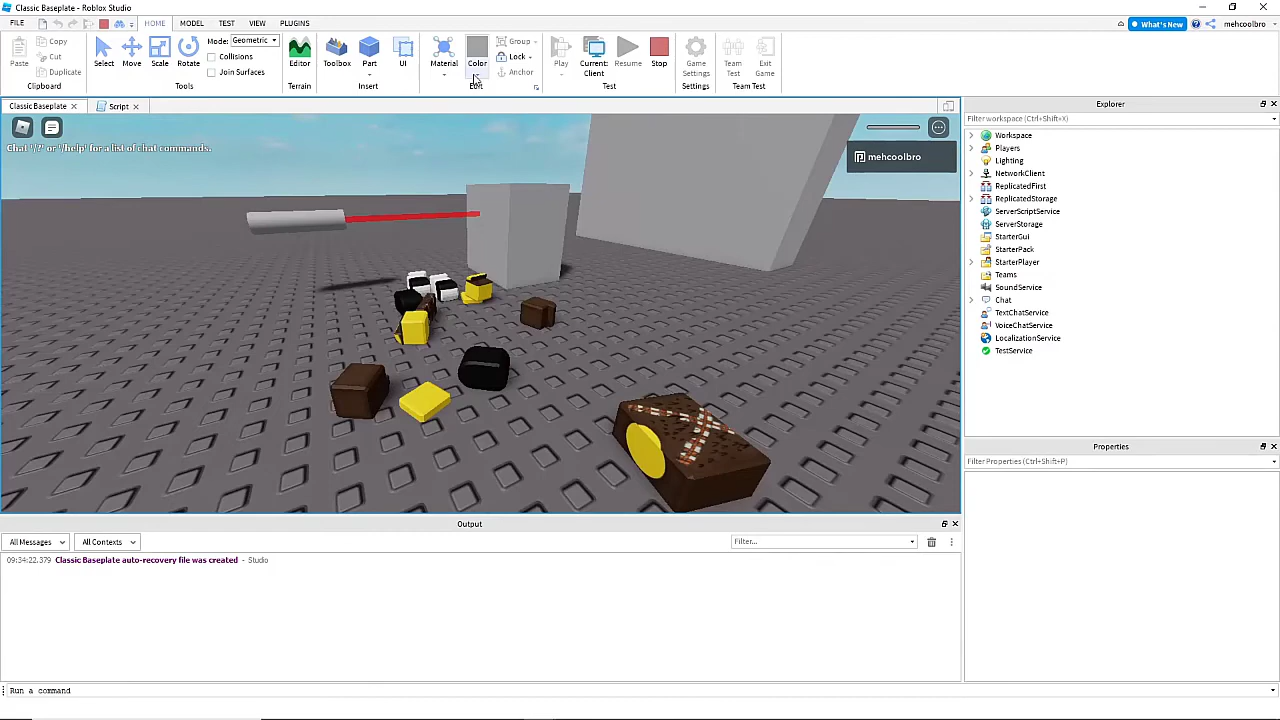 Classic Baseplate - Roblox Studio
FILE HOME MODEL TEST VIEW PLUGINS What's New mehcoolbro
Paste Copy Cut Duplicate Select Move Scale Rotate Mode: Geometric Collisions Join Surfaces Editor Toolbox Part UI Material Color Group Lock Anchor Play Current: Client Resume Stop Game Settings Team Test Exit Game
Clipboard Tools Terrain Insert Edit Test Settings Team Test
Classic Baseplate Script
Chat '/?' or '/help' for a list of chat commands.
mehcoolbro
Explorer
Filter workspace (Ctrl+Shift+X)
Workspace
Players
Lighting
NetworkClient
ReplicatedFirst
ReplicatedStorage
ServerScriptService
ServerStorage
StarterGui
StarterPack
StarterPlayer
Teams
SoundService
Chat
TextChatService
VoiceChatService
LocalizationService
TestService
Properties
Filter Properties (Ctrl+Shift+P)
Output
All Messages All Contexts Filter...
09:34:22.379 Classic Baseplate auto-recovery file was created - Studio
Run a command